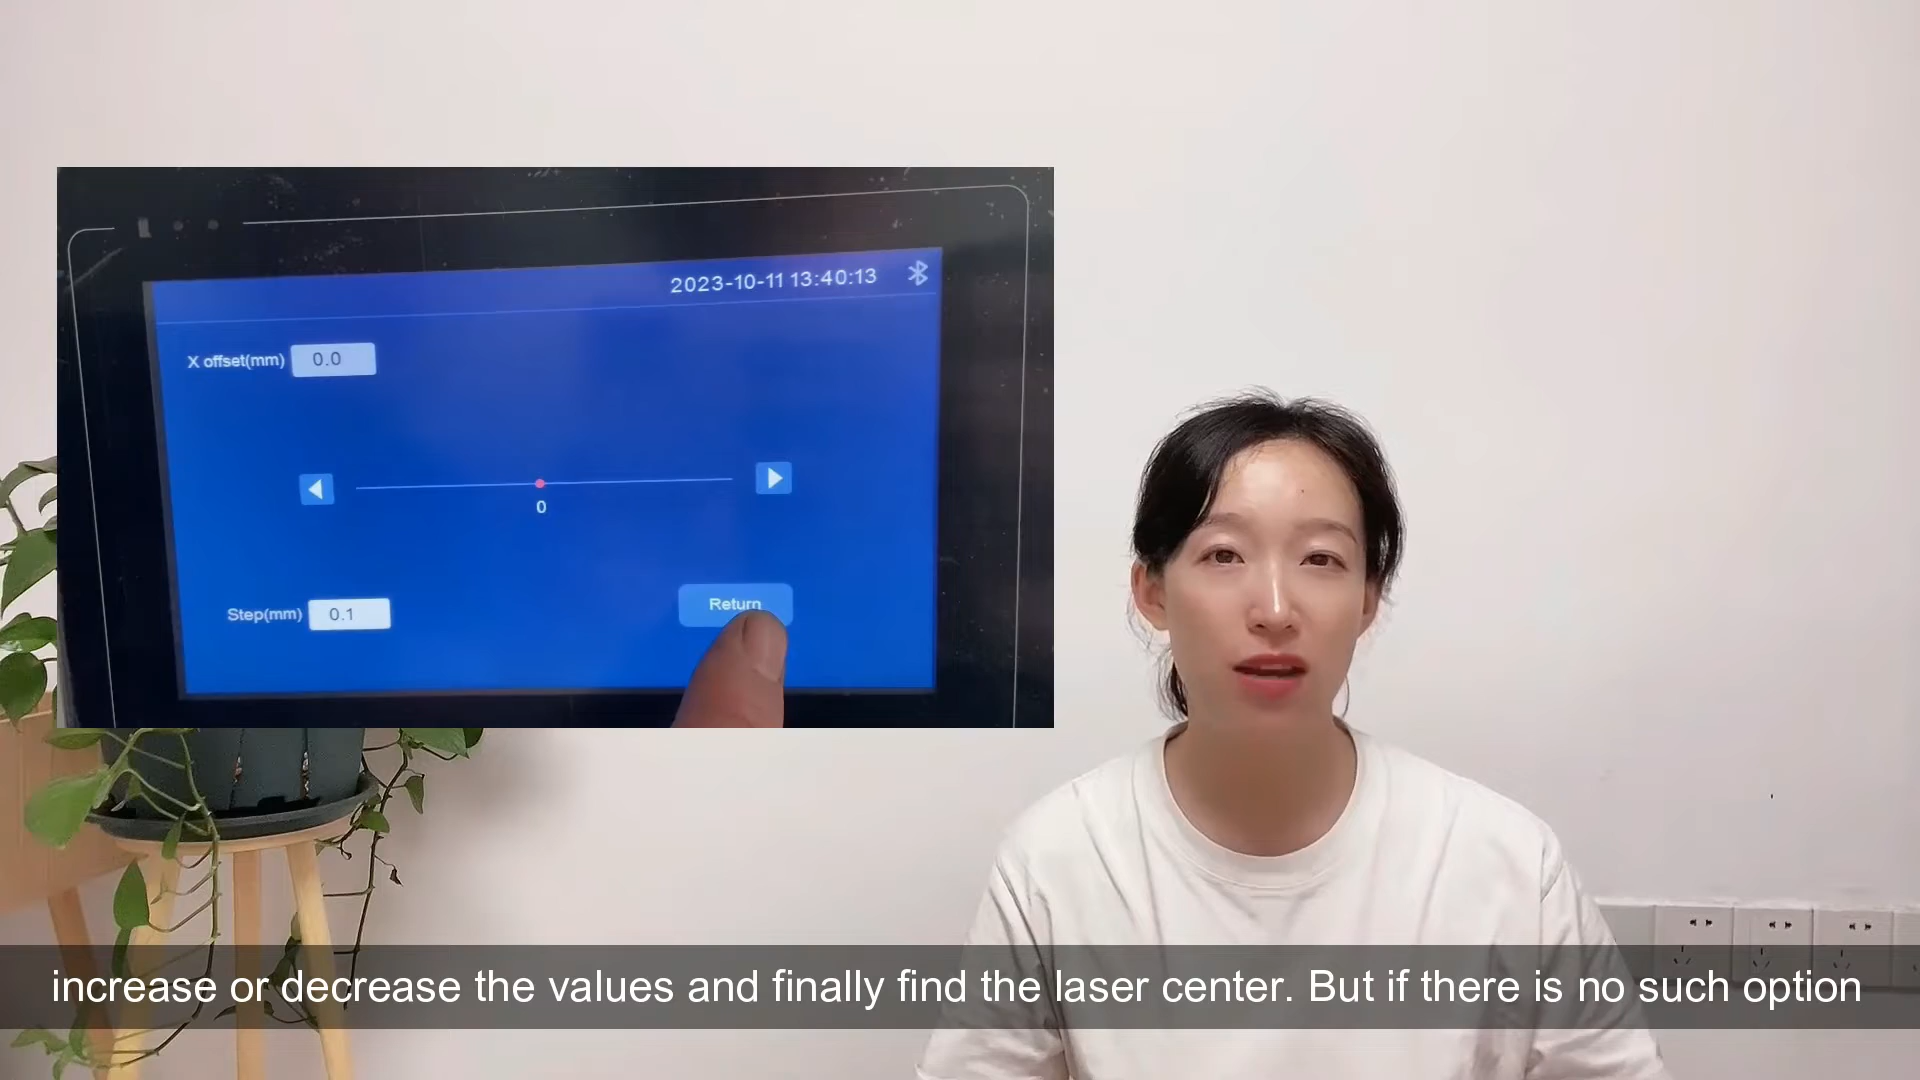 2023-10-11 13:40:13
X offset(mm) 0.0
0
Step(mm) 0.1
Return
increase or decrease the values and finally find the laser center. But if there is no such option